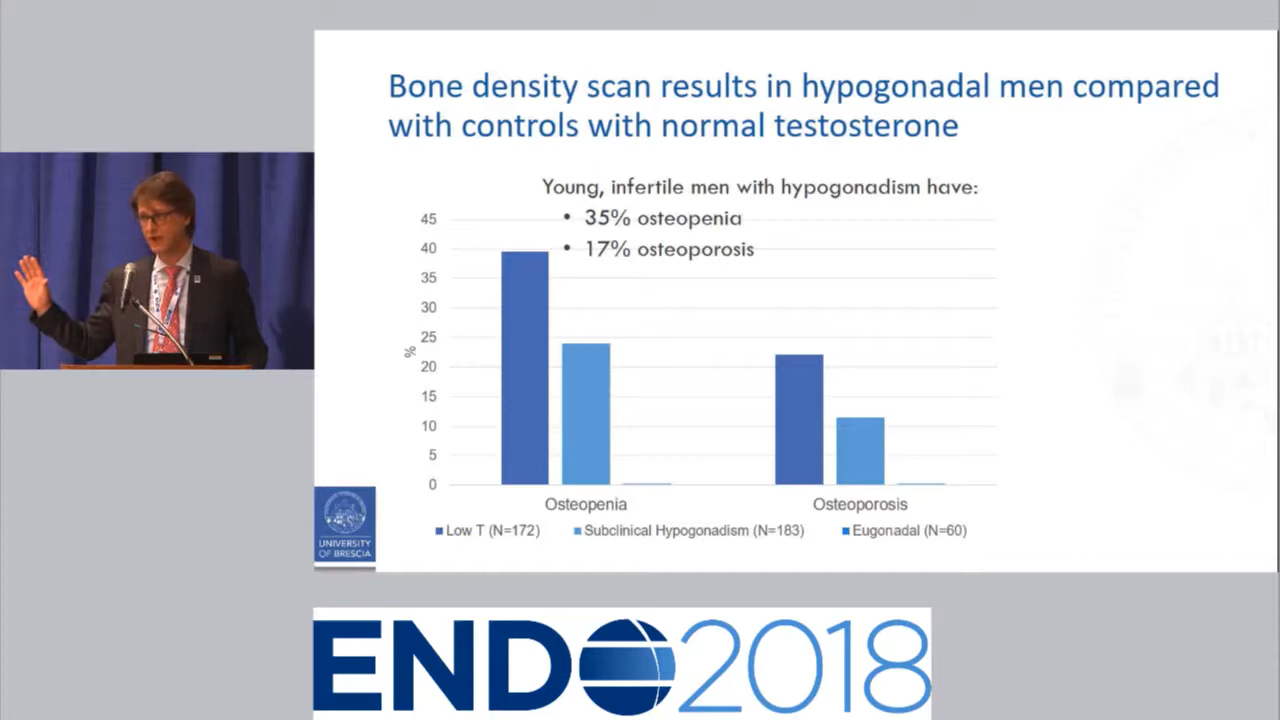 Bone density scan results in hypogonadal men compared
with controls with normal testosterone
Young, infertile men with hypogonadism have:
• 35% osteopenia
• 17% osteoporosis
45
40
35
30
25
20
15
10
5
0
%
Osteopenia
Osteoporosis
Low T (N=172)
Subclinical Hypogonadism (N=183)
Eugonadal (N=60)
UNIVERSITY
OF BRESCIA
ENDO2018